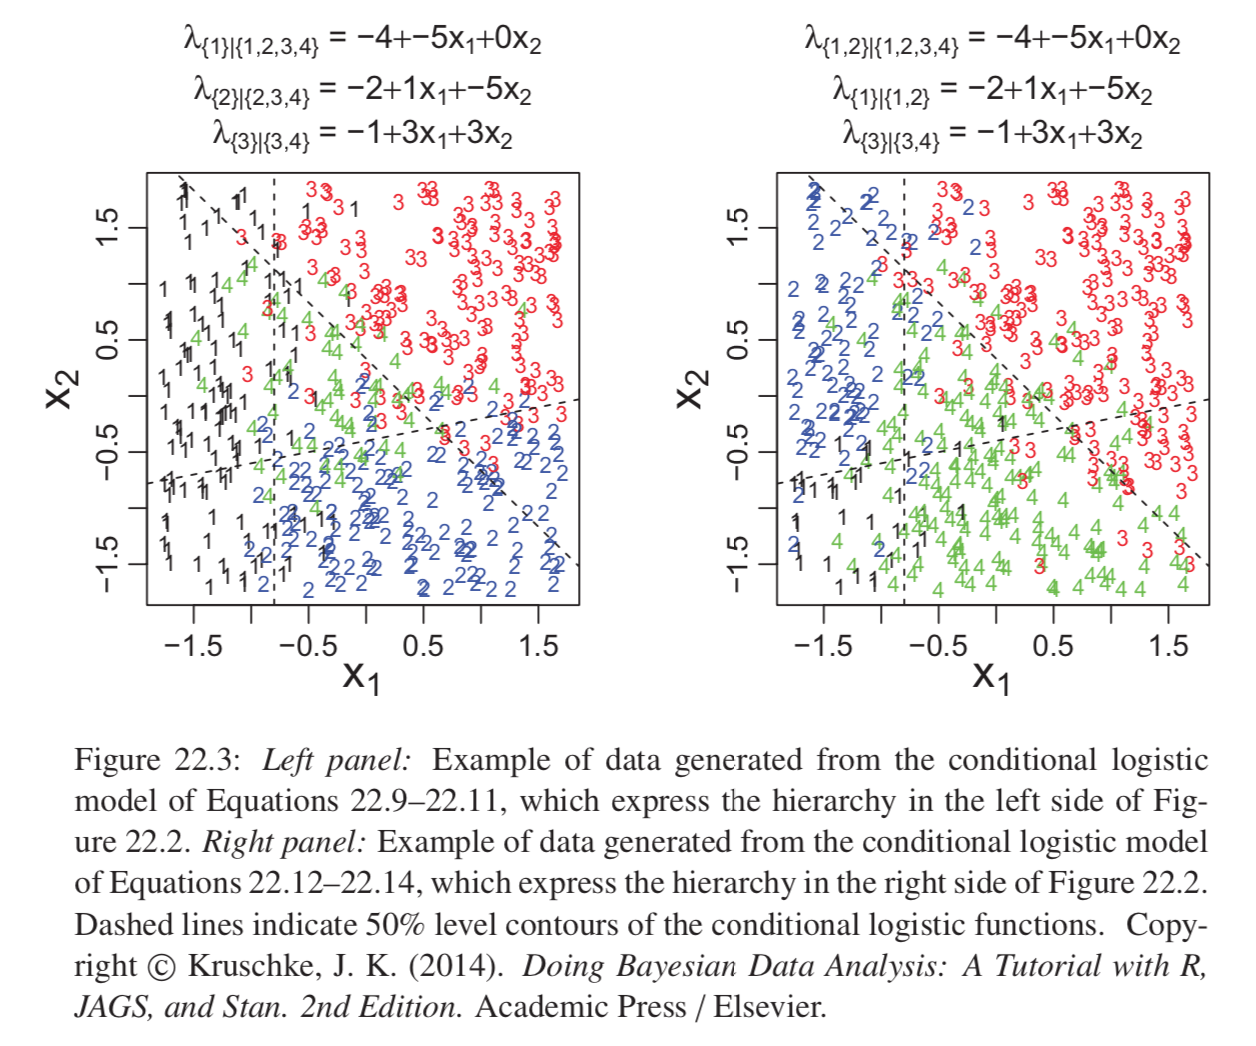 λ{1}|{1,2,3,4} = −4+−5x1+0x2
λ{2}|{2,3,4} = −2+1x1+−5x2
λ{3}|{3,4} = −1+3x1+3x2
x2
1.5
0.5
−0.5
−1.5
−1.5 −0.5 0.5 1.5
x1
λ{1,2}|{1,2,3,4} = −4+−5x1+0x2
λ{1}|{1,2} = −2+1x1+−5x2
λ{3}|{3,4} = −1+3x1+3x2
x2
1.5
0.5
−0.5
−1.5
−1.5 −0.5 0.5 1.5
x1
Figure 22.3: Left panel: Example of data generated from the conditional logistic
model of Equations 22.9–22.11, which express the hierarchy in the left side of Fig-
ure 22.2. Right panel: Example of data generated from the conditional logistic model
of Equations 22.12–22.14, which express the hierarchy in the right side of Figure 22.2.
Dashed lines indicate 50% level contours of the conditional logistic functions. Copy-
right © Kruschke, J. K. (2014). Doing Bayesian Data Analysis: A Tutorial with R,
JAGS, and Stan. 2nd Edition. Academic Press / Elsevier.